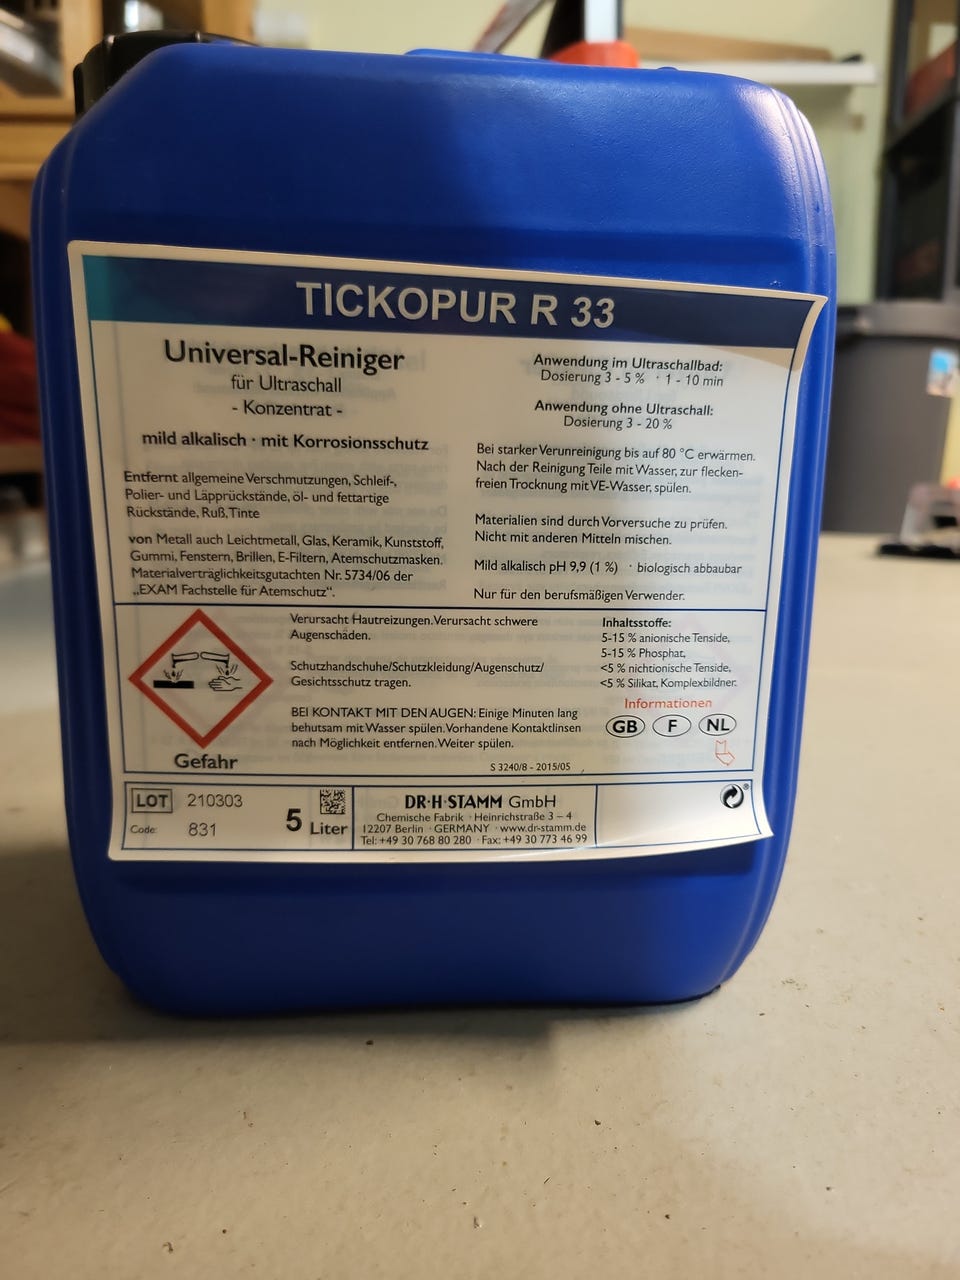 TICKOPUR R 33
Universal-Reiniger
für Ultraschall
- Konzentrat -
mild alkalisch · mit Korrosionsschutz
Entfernt allgemeine Verschmutzungen, Schleif-,
Polier- und Läpprückstände, öl- und fettartige
Rückstände, Ruß, Tinte
von Metall auch Leichtmetall, Glas, Keramik, Kunststoff,
Gummi, Fenstern, Brillen, E-Filtern, Atemschutzmasken.
Materialverträglichkeitsgutachten Nr. 5734/06 der
„EXAM Fachstelle für Atemschutz“.
Anwendung im Ultraschallbad:
Dosierung 3 - 5 % · 1 - 10 min
Anwendung ohne Ultraschall:
Dosierung 3 - 20 %
Bei starker Verunreinigung bis auf 80 °C erwärmen.
Nach der Reinigung Teile mit Wasser, zur flecken-
freien Trocknung mit VE-Wasser, spülen.
Materialien sind durch Vorversuche zu prüfen.
Nicht mit anderen Mitteln mischen.
Mild alkalisch pH 9,9 (1 %) · biologisch abbaubar
Nur für den berufsmäßigen Verwender.
Gefahr
Verursacht Hautreizungen. Verursacht schwere
Augenschäden.
Schutzhandschuhe/Schutzkleidung/Augenschutz/
Gesichtsschutz tragen.
BEI KONTAKT MIT DEN AUGEN: Einige Minuten lang
behutsam mit Wasser spülen. Vorhandene Kontaktlinsen
nach Möglichkeit entfernen. Weiter spülen.
S 3240/8 - 2015/05
Inhaltsstoffe:
5-15 % anionische Tenside,
5-15 % Phosphat,
<5 % nichtionische Tenside,
<5 % Silikat, Komplexbildner.
Informationen
GB F NL
LOT 210303
Code: 831
5 Liter
DR·H·STAMM GmbH
Chemische Fabrik · Heinrichstraße 3 – 4
12207 Berlin · GERMANY · www.dr-stamm.de
Tel: +49 30 768 80 280 · Fax: +49 30 773 46 99